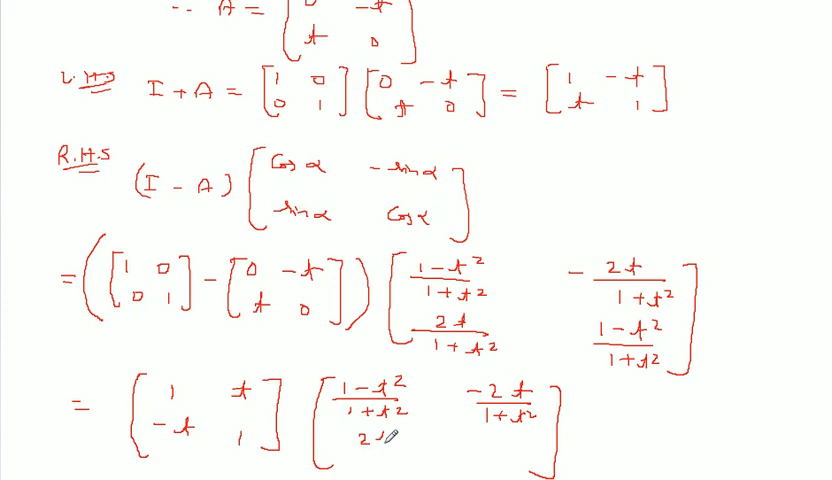 ∴ A = [0 -t; t 0]
L.H.S I + A = [1 0; 0 1] [0 -t; t 0] = [1 -t; t 1]
R.H.S (I - A) [Cos α -sin α; sin α Cos α]
= ([1 0; 0 1] - [0 -t; t 0]) [(1-t²)/(1+t²) -2t/(1+t²); 2t/(1+t²) (1-t²)/(1+t²)]
= [1 t; -t 1] [(1-t²)/(1+t²) -2t/(1+t²); 2